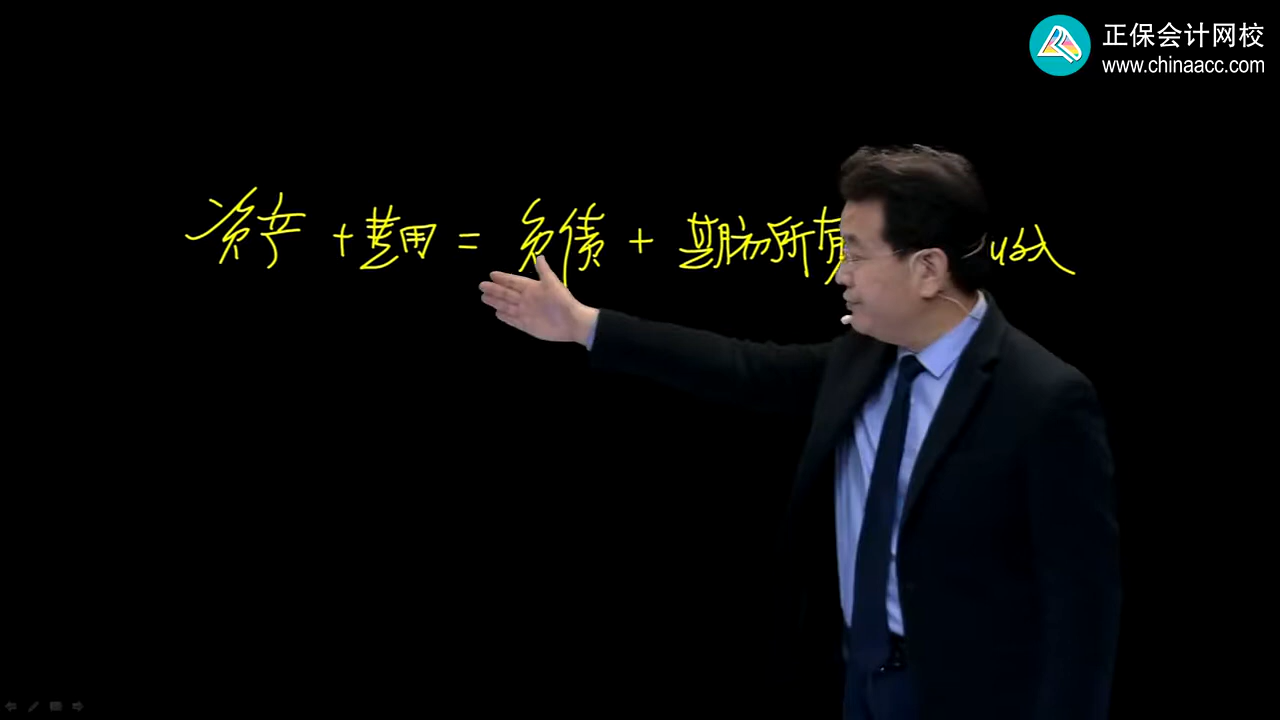 正保会计网校
www.chinaacc.com
资产 + 费用 = 负债 + 期初所有 收入